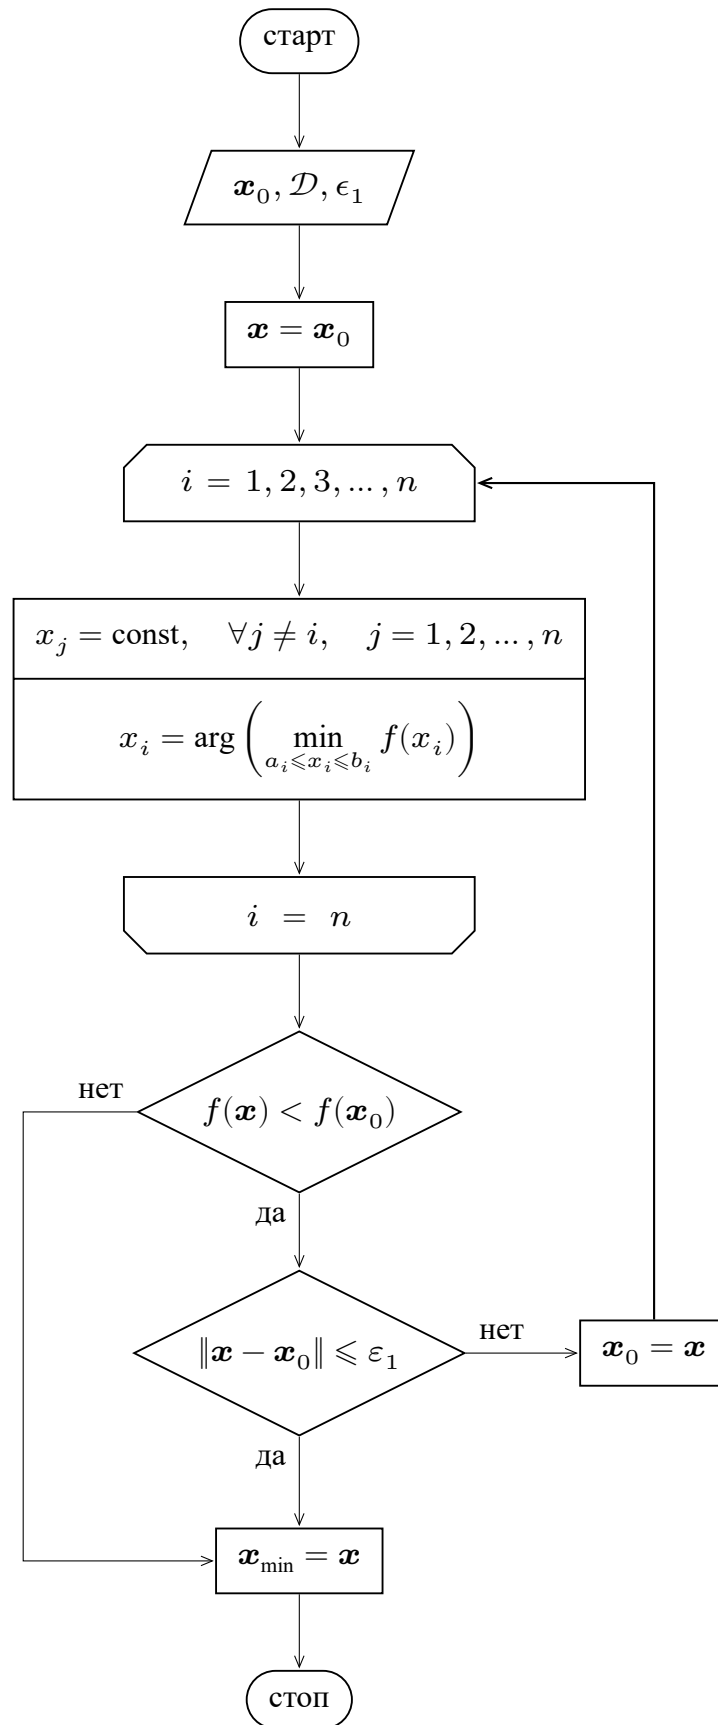 старт
𝒙₀, 𝒟, ϵ₁
𝒙 = 𝒙₀
i = 1, 2, 3, ... , n
xⱼ = const, ∀j ≠ i, j = 1, 2, ... , n
xᵢ = arg ( min f(xᵢ) )
aᵢ⩽xᵢ⩽bᵢ
i = n
нет
f(𝒙) < f(𝒙₀)
да
‖𝒙 − 𝒙₀‖ ⩽ ε₁
нет
𝒙₀ = 𝒙
да
𝒙min = 𝒙
стоп